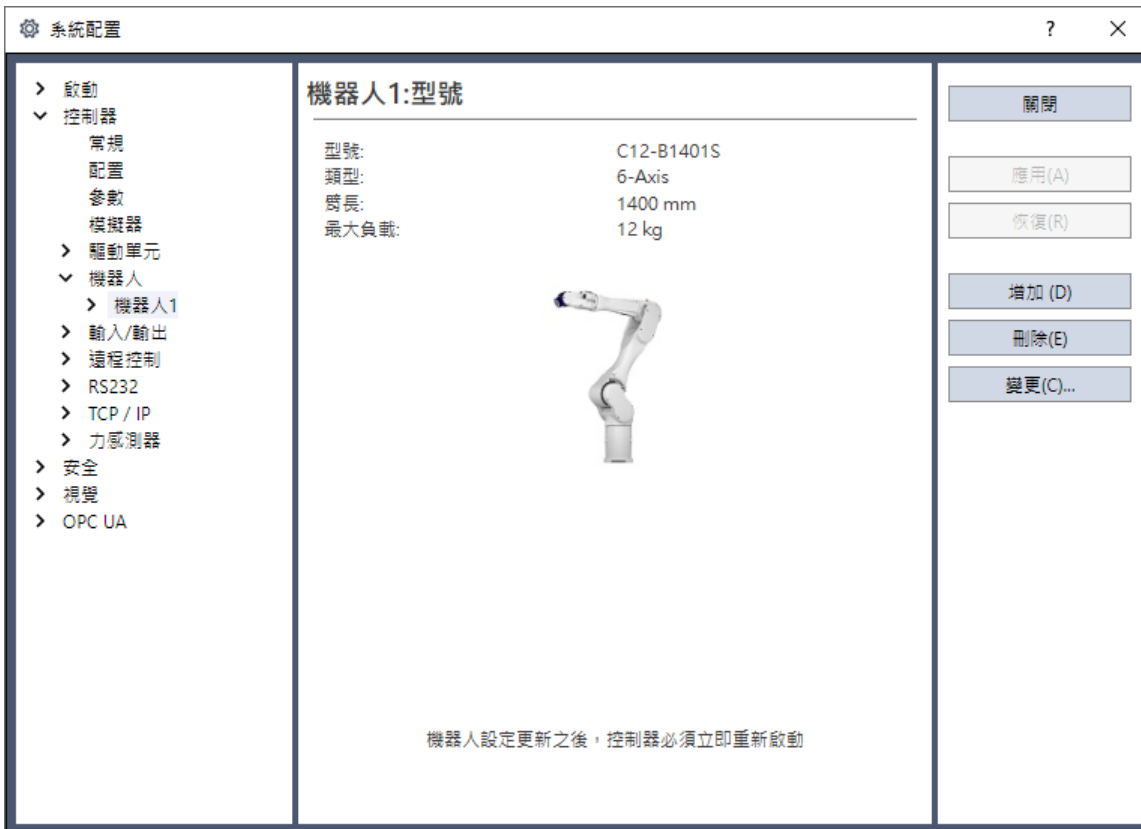 系統配置
?
啟動
控制器
常規
配置
參數
模擬器
驅動單元
機器人
機器人1
輸入/輸出
遠程控制
RS232
TCP / IP
力感測器
安全
視覺
OPC UA
機器人1:型號
型號: C12-B1401S
類型: 6-Axis
臂長: 1400 mm
最大負載: 12 kg
機器人設定更新之後，控制器必須立即重新啟動
關閉
應用(A)
恢復(R)
增加 (D)
刪除(E)
變更(C)...